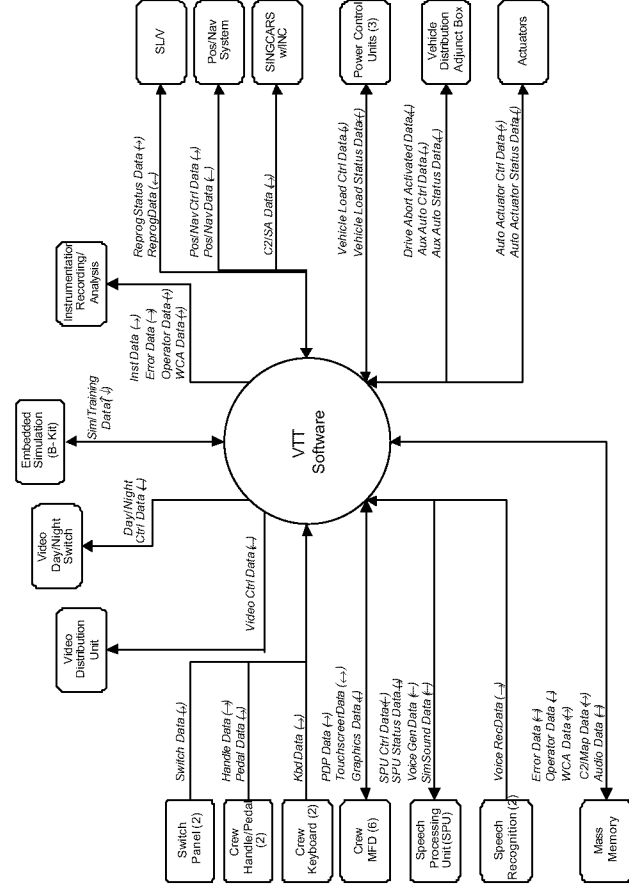 Switch
Panel (2)
Switch Data (→)
Crew
Handle/Pedal
(2)
Handle Data (→)
Pedal Data (→)
Crew
Keyboard (2)
Kbd Data (→)
Crew
MFD (6)
PDP Data (→)
TouchscreenData (↔)
Graphics Data (←)
Speech
Processing
Unit (SPU)
SPU Ctrl Data (←)
SPU Status Data (→)
Voice Gen Data (←)
SimSound Data (←)
Speech
Recognition (2)
Voice RecData (→)
Mass
Memory
Error Data (↔)
Operator Data (←)
WCA Data (↔)
C2/Map Data (↔)
Audio Data (↔)
Video
Distribution
Unit
Video Ctrl Data (←)
Video
Day/Night
Switch
Day/Night
Ctrl Data (←)
Embedded
Simulation
(B-Kit)
Sim/Training
Data (↑↓)
Instrumentation
Recording/
Analysis
Inst Data (→)
Error Data (→)
Operator Data (→)
WCA Data (→)
VTT
Software
SL/V
Reprog Status Data (→)
Reprog Data (←)
Pos/Nav
System
Pos/Nav Ctrl Data (→)
Pos/Nav Data (←)
SINGCARS
w/INC
C2/SA Data (↔)
Power Control
Units (3)
Vehicle Load Ctrl Data (→)
Vehicle Load Status Data (←)
Vehicle
Distribution
Adjunct Box
Drive Abort Activated Data (←)
Aux Auto Ctrl Data (→)
Aux Auto Status Data (←)
Actuators
Auto Actuator Ctrl Data (→)
Auto Actuator Status Data (←)